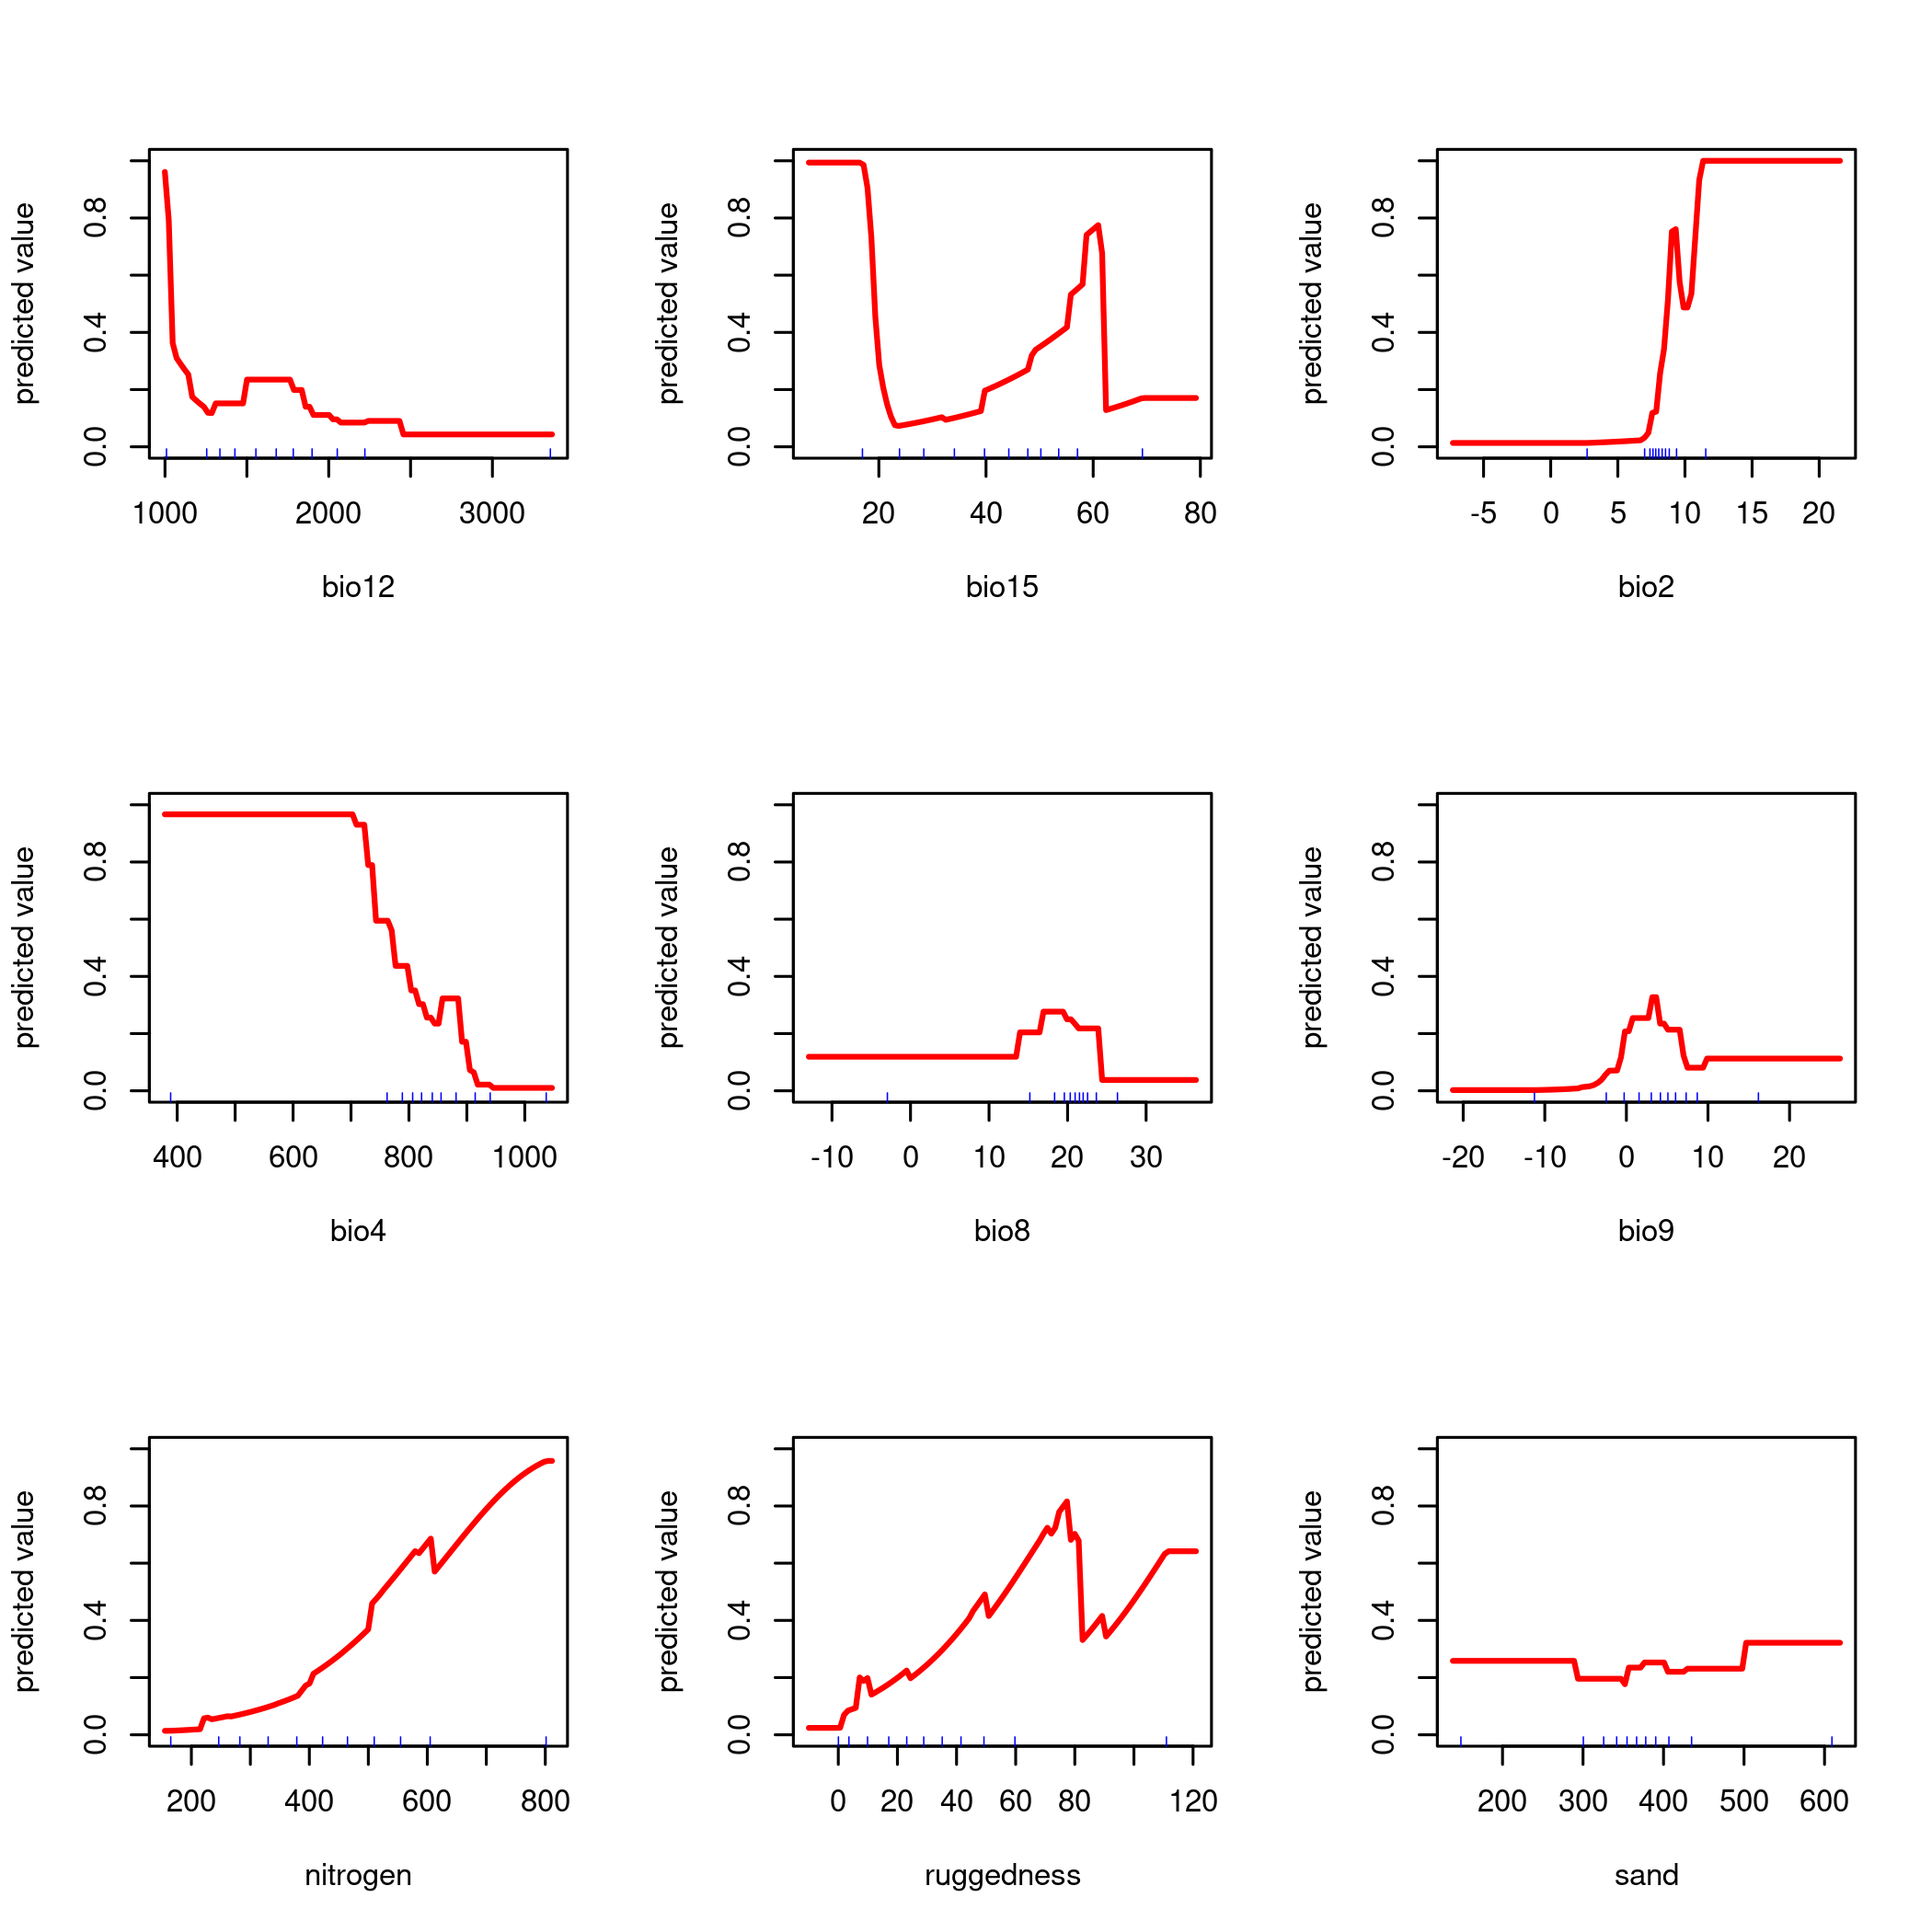 predicted value
0.0 0.4 0.8
1000 2000 3000
bio12
predicted value
0.0 0.4 0.8
20 40 60 80
bio15
predicted value
0.0 0.4 0.8
-5 0 5 10 15 20
bio2
predicted value
0.0 0.4 0.8
400 600 800 1000
bio4
predicted value
0.0 0.4 0.8
-10 0 10 20 30
bio8
predicted value
0.0 0.4 0.8
-20 -10 0 10 20
bio9
predicted value
0.0 0.4 0.8
200 400 600 800
nitrogen
predicted value
0.0 0.4 0.8
0 20 40 60 80 120
ruggedness
predicted value
0.0 0.4 0.8
200 300 400 500 600
sand